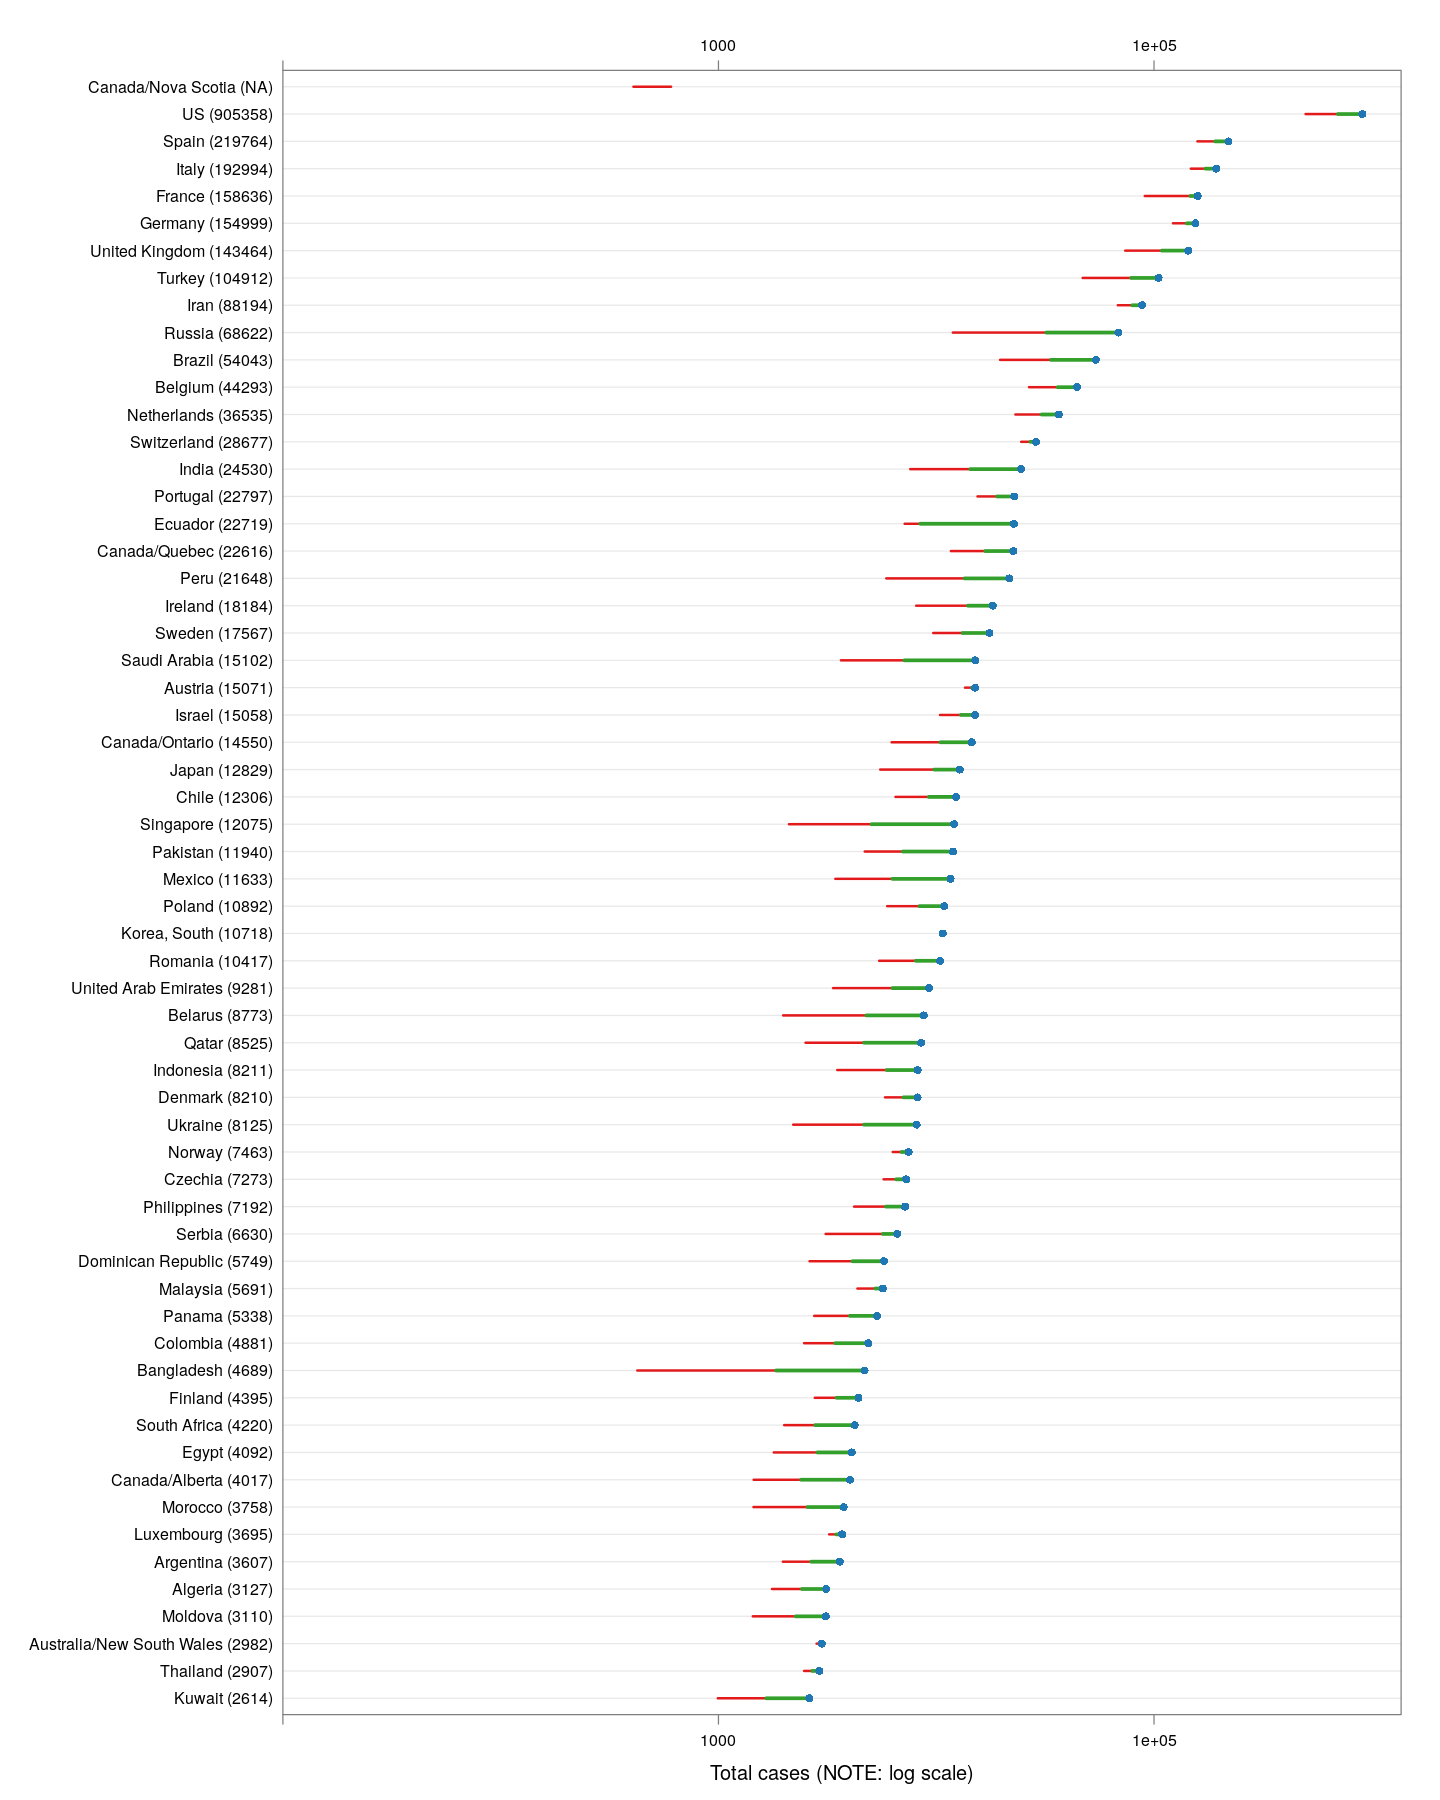 1000 1e+05
Canada/Nova Scotia (NA)
US (905358)
Spain (219764)
Italy (192994)
France (158636)
Germany (154999)
United Kingdom (143464)
Turkey (104912)
Iran (88194)
Russia (68622)
Brazil (54043)
Belgium (44293)
Netherlands (36535)
Switzerland (28677)
India (24530)
Portugal (22797)
Ecuador (22719)
Canada/Quebec (22616)
Peru (21648)
Ireland (18184)
Sweden (17567)
Saudi Arabia (15102)
Austria (15071)
Israel (15058)
Canada/Ontario (14550)
Japan (12829)
Chile (12306)
Singapore (12075)
Pakistan (11940)
Mexico (11633)
Poland (10892)
Korea, South (10718)
Romania (10417)
United Arab Emirates (9281)
Belarus (8773)
Qatar (8525)
Indonesia (8211)
Denmark (8210)
Ukraine (8125)
Norway (7463)
Czechia (7273)
Philippines (7192)
Serbia (6630)
Dominican Republic (5749)
Malaysia (5691)
Panama (5338)
Colombia (4881)
Bangladesh (4689)
Finland (4395)
South Africa (4220)
Egypt (4092)
Canada/Alberta (4017)
Morocco (3758)
Luxembourg (3695)
Argentina (3607)
Algeria (3127)
Moldova (3110)
Australia/New South Wales (2982)
Thailand (2907)
Kuwait (2614)
1000 1e+05
Total cases (NOTE: log scale)